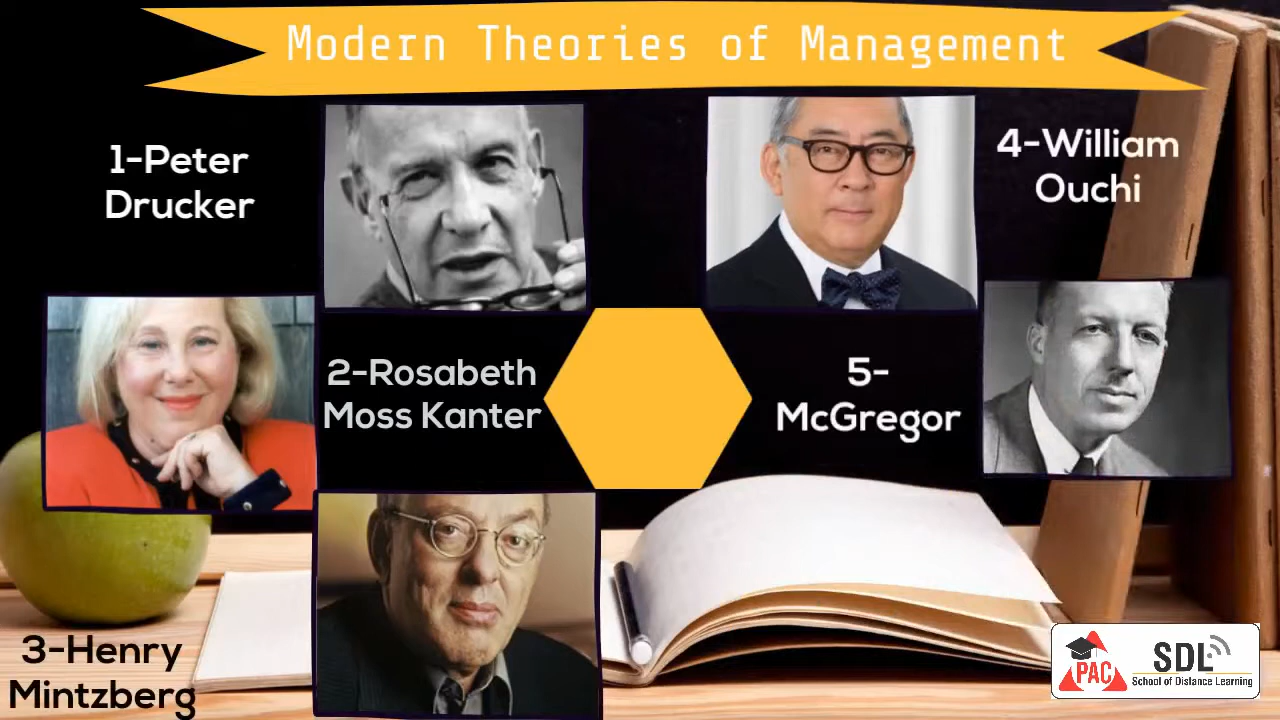 Modern Theories of Management
1-Peter
Drucker
2-Rosabeth
Moss Kanter
3-Henry
Mintzberg
4-William
Ouchi
5-
McGregor
PAC
SDL
School of Distance Learning